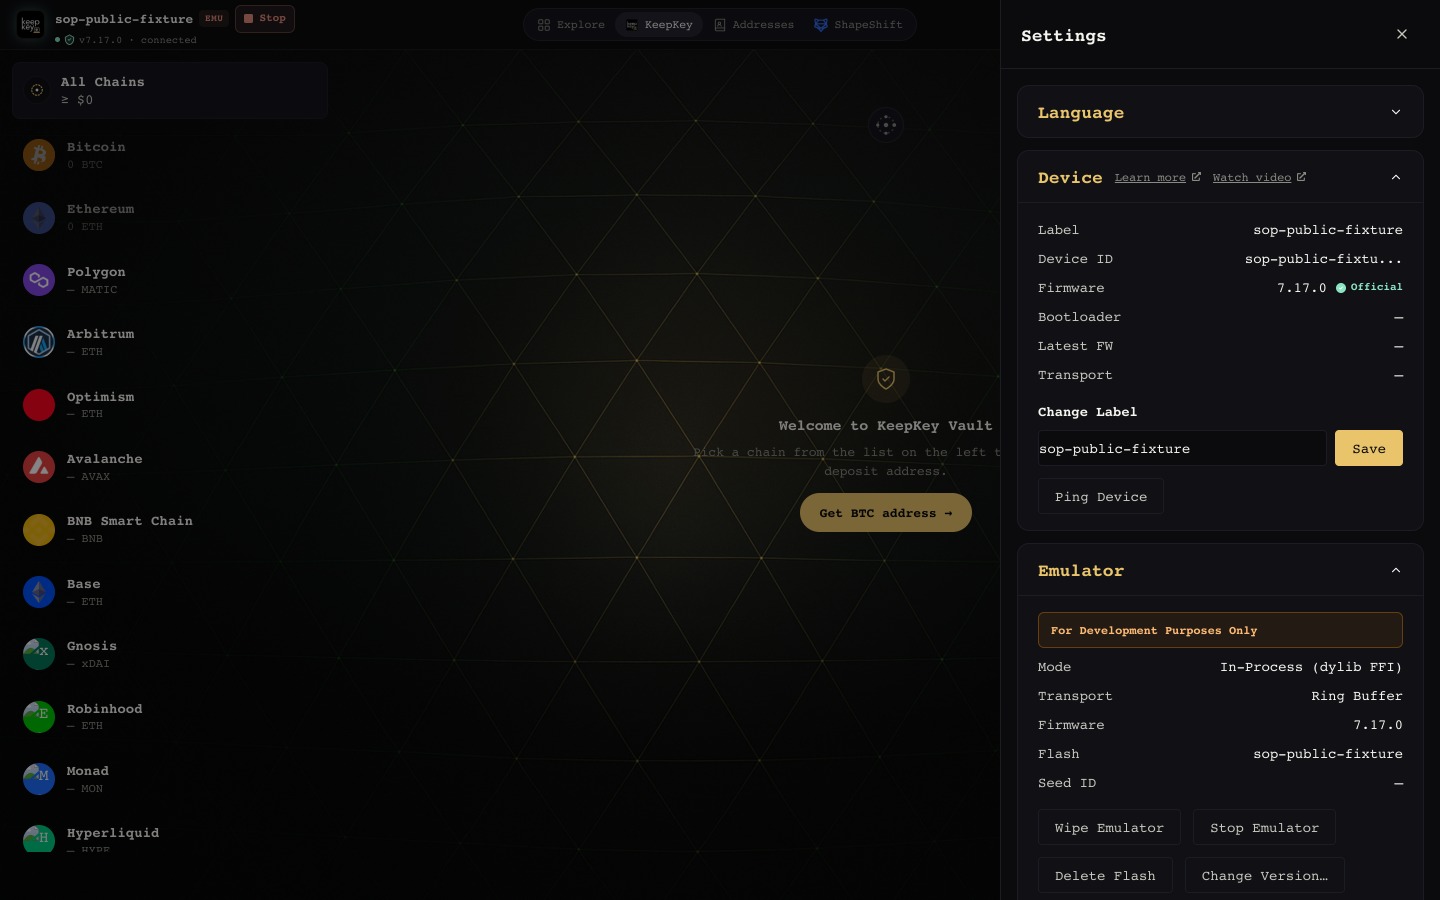 sop-public-fixture EMU Stop
v7.17.0 · connected
Explore KeepKey Addresses ShapeShift
All Chains
≥ $0
Bitcoin
0 BTC
Ethereum
0 ETH
Polygon
— MATIC
Arbitrum
— ETH
Optimism
— ETH
Avalanche
— AVAX
BNB Smart Chain
— BNB
Base
— ETH
Gnosis
— xDAI
Robinhood
— ETH
Monad
— MON
Hyperliquid
— HYPE
Welcome to KeepKey Vault
Pick a chain from the list on the left t
deposit address.
Get BTC address →
Settings
Language
Device Learn more Watch video
Label sop-public-fixture
Device ID sop-public-fixtu...
Firmware 7.17.0 Official
Bootloader —
Latest FW —
Transport —
Change Label
sop-public-fixture Save
Ping Device
Emulator
For Development Purposes Only
Mode In-Process (dylib FFI)
Transport Ring Buffer
Firmware 7.17.0
Flash sop-public-fixture
Seed ID —
Wipe Emulator Stop Emulator
Delete Flash Change Version…